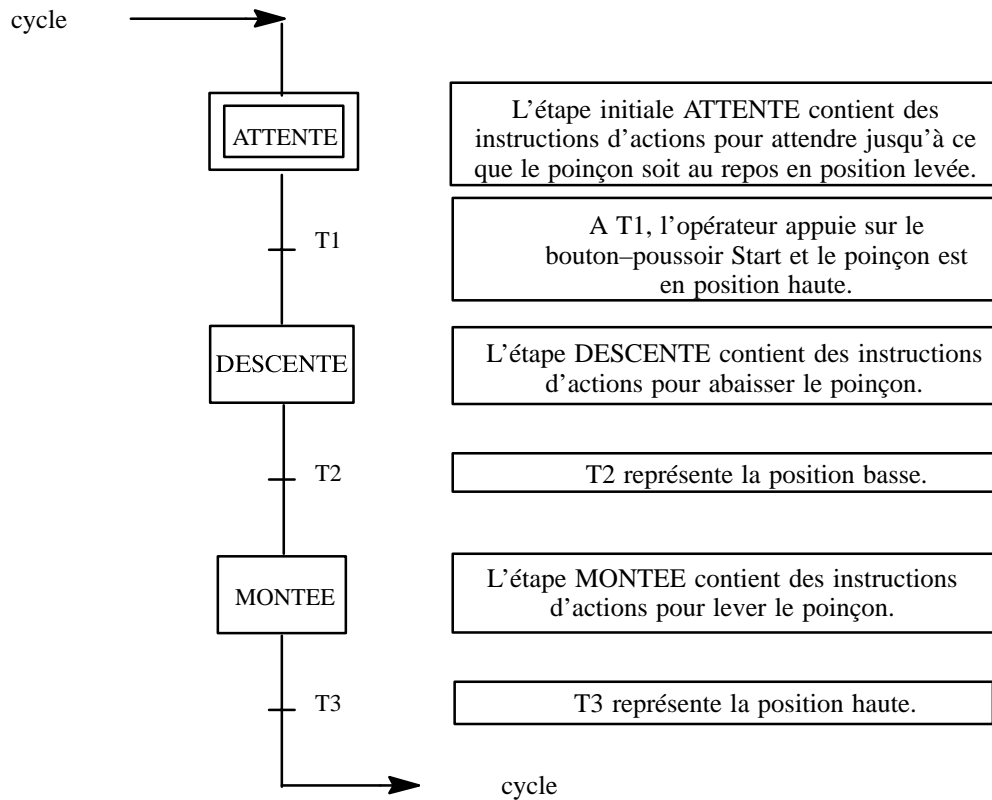 cycle
ATTENTE
L’étape initiale ATTENTE contient des
instructions d’actions pour attendre jusqu’à ce
que le poinçon soit au repos en position levée.
T1
A T1, l’opérateur appuie sur le
bouton–poussoir Start et le poinçon est
en position haute.
DESCENTE
L’étape DESCENTE contient des instructions
d’actions pour abaisser le poinçon.
T2
T2 représente la position basse.
MONTEE
L’étape MONTEE contient des instructions
d’actions pour lever le poinçon.
T3
T3 représente la position haute.
cycle